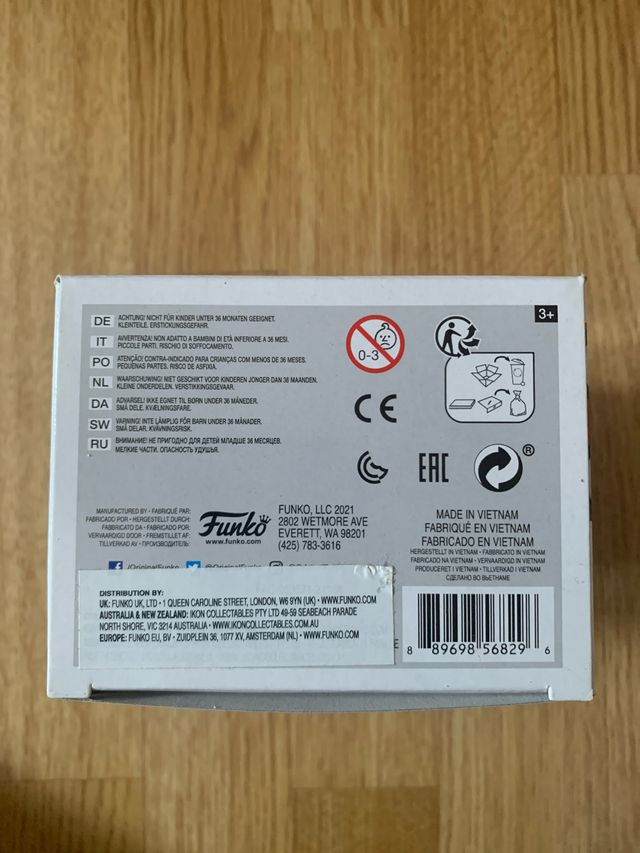 3+
DE ACHTUNG! NICHT FÜR KINDER UNTER 36 MONATEN GEEIGNET.
KLEINTEILE. ERSTICKUNGSGEFAHR.
IT AVVERTENZA! NON ADATTO A BAMBINI DI ETÀ INFERIORE A 36 MESI.
PICCOLE PARTI. RISCHIO DI SOFFOCAMENTO.
PO ATENÇÃO! CONTRA-INDICADO PARA CRIANÇAS COM MENOS DE 36 MESES.
PEQUENAS PARTES. RISCO DE ASFIXIA.
NL WAARSCHUWING! NIET GESCHIKT VOOR KINDEREN JONGER DAN 36 MAANDEN.
KLEINE ONDERDELEN. VERSTIKKINGSGEVAAR.
DA ADVARSEL! IKKE EGNET TIL BØRN UNDER 36 MÅNEDER.
SMÅ DELE. KVÆLNINGSFARE.
SW VARNING! INTE LÄMPLIG FÖR BARN UNDER 36 MÅNADER.
SMÅ DELAR. KVÄVNINGSRISK.
RU ВНИМАНИЕ! НЕ ПРИГОДНО ДЛЯ ДЕТЕЙ МЛАДШЕ 36 МЕСЯЦЕВ.
МЕЛКИЕ ЧАСТИ. ОПАСНОСТЬ УДУШЬЯ.
0-3
CE
EAC
®
MANUFACTURED BY • FABRIQUÉ PAR:
FABRICADO POR • HERGESTELLT DURCH:
FABBRICATO DA • FABRICADO POR:
VERVAARDIGD DOOR • FREMSTILLET AF:
TILLVERKAD AV • ПРОИЗВОДИТЕЛЬ:
Funko
www.funko.com
FUNKO, LLC 2021
2802 WETMORE AVE
EVERETT, WA 98201
(425) 783-3616
MADE IN VIETNAM
FABRIQUÉ EN VIETNAM
FABRICADO EN VIETNAM
HERGESTELLT IN VIETNAM • FABBRICATO IN VIETNAM
FABRICADO NA VIETNAM • VERVAARDIGD IN VIETNAM
PRODUCERET I VIETNAM • TILLVERKAD I VIETNAM
СДЕЛАНО ВО ВЬЕТНАМЕ
/OriginalFunko
DISTRIBUTION BY:
UK: FUNKO UK, LTD • 1 QUEEN CAROLINE STREET, LONDON, W6 9YN (UK) • WWW.FUNKO.COM
AUSTRALIA & NEW ZEALAND: IKON COLLECTABLES PTY LTD 49-59 SEABEACH PARADE
NORTH SHORE, VIC 3214 AUSTRALIA • WWW.IKONCOLLECTABLES.COM.AU
EUROPE: FUNKO EU, BV • ZUIDPLEIN 36, 1077 XV, AMSTERDAM (NL) • WWW.FUNKO.COM
E
8 89698 56829 6